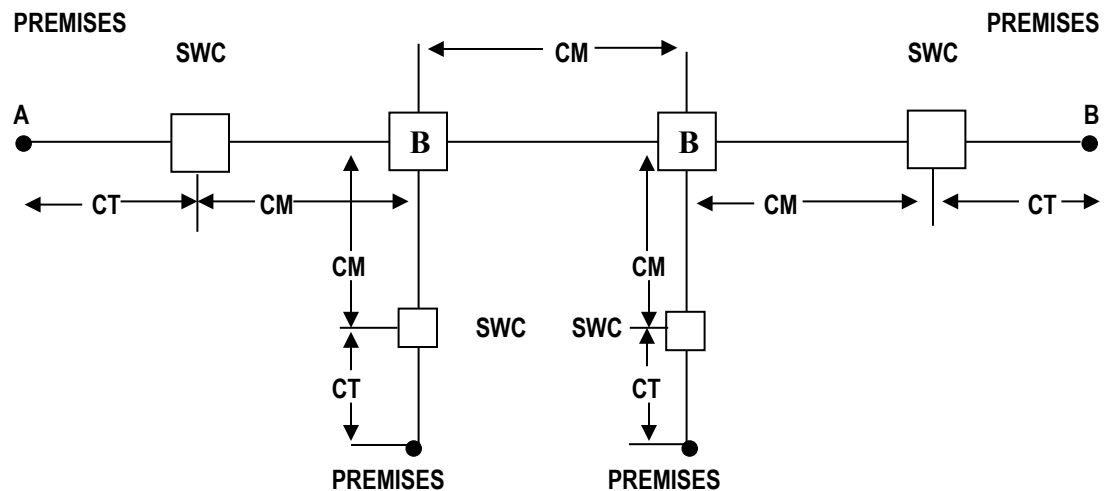 PREMISES PREMISES
SWC CM SWC
A B
B B
CT CM CM CT
CM CM
SWC SWC
CT CT
PREMISES PREMISES